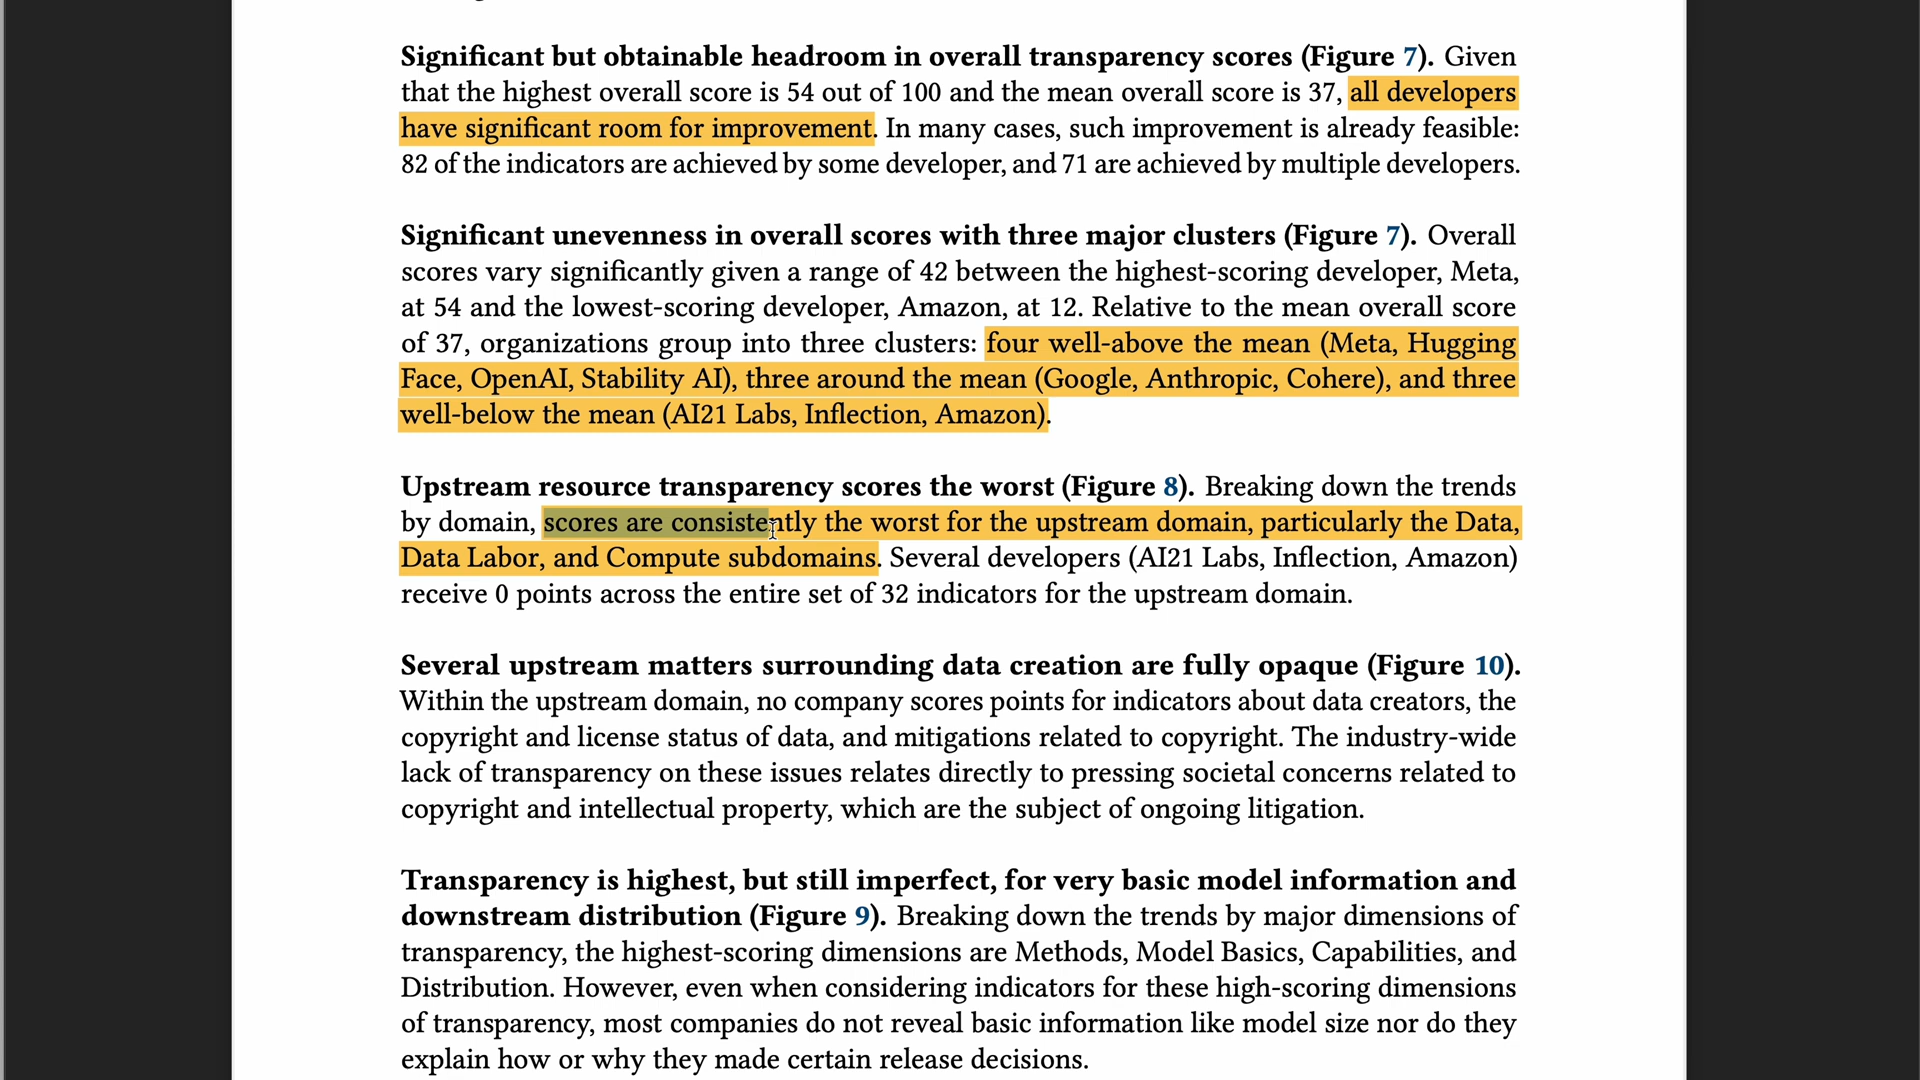 Significant but obtainable headroom in overall transparency scores (Figure 7). Given
that the highest overall score is 54 out of 100 and the mean overall score is 37, all developers
have significant room for improvement. In many cases, such improvement is already feasible:
82 of the indicators are achieved by some developer, and 71 are achieved by multiple developers.
Significant unevenness in overall scores with three major clusters (Figure 7). Overall
scores vary significantly given a range of 42 between the highest-scoring developer, Meta,
at 54 and the lowest-scoring developer, Amazon, at 12. Relative to the mean overall score
of 37, organizations group into three clusters: four well-above the mean (Meta, Hugging
Face, OpenAI, Stability AI), three around the mean (Google, Anthropic, Cohere), and three
well-below the mean (AI21 Labs, Inflection, Amazon).
Upstream resource transparency scores the worst (Figure 8). Breaking down the trends
by domain, scores are consistently the worst for the upstream domain, particularly the Data,
Data Labor, and Compute subdomains. Several developers (AI21 Labs, Inflection, Amazon)
receive 0 points across the entire set of 32 indicators for the upstream domain.
Several upstream matters surrounding data creation are fully opaque (Figure 10).
Within the upstream domain, no company scores points for indicators about data creators, the
copyright and license status of data, and mitigations related to copyright. The industry-wide
lack of transparency on these issues relates directly to pressing societal concerns related to
copyright and intellectual property, which are the subject of ongoing litigation.
Transparency is highest, but still imperfect, for very basic model information and
downstream distribution (Figure 9). Breaking down the trends by major dimensions of
transparency, the highest-scoring dimensions are Methods, Model Basics, Capabilities, and
Distribution. However, even when considering indicators for these high-scoring dimensions
of transparency, most companies do not reveal basic information like model size nor do they
explain how or why they made certain release decisions.